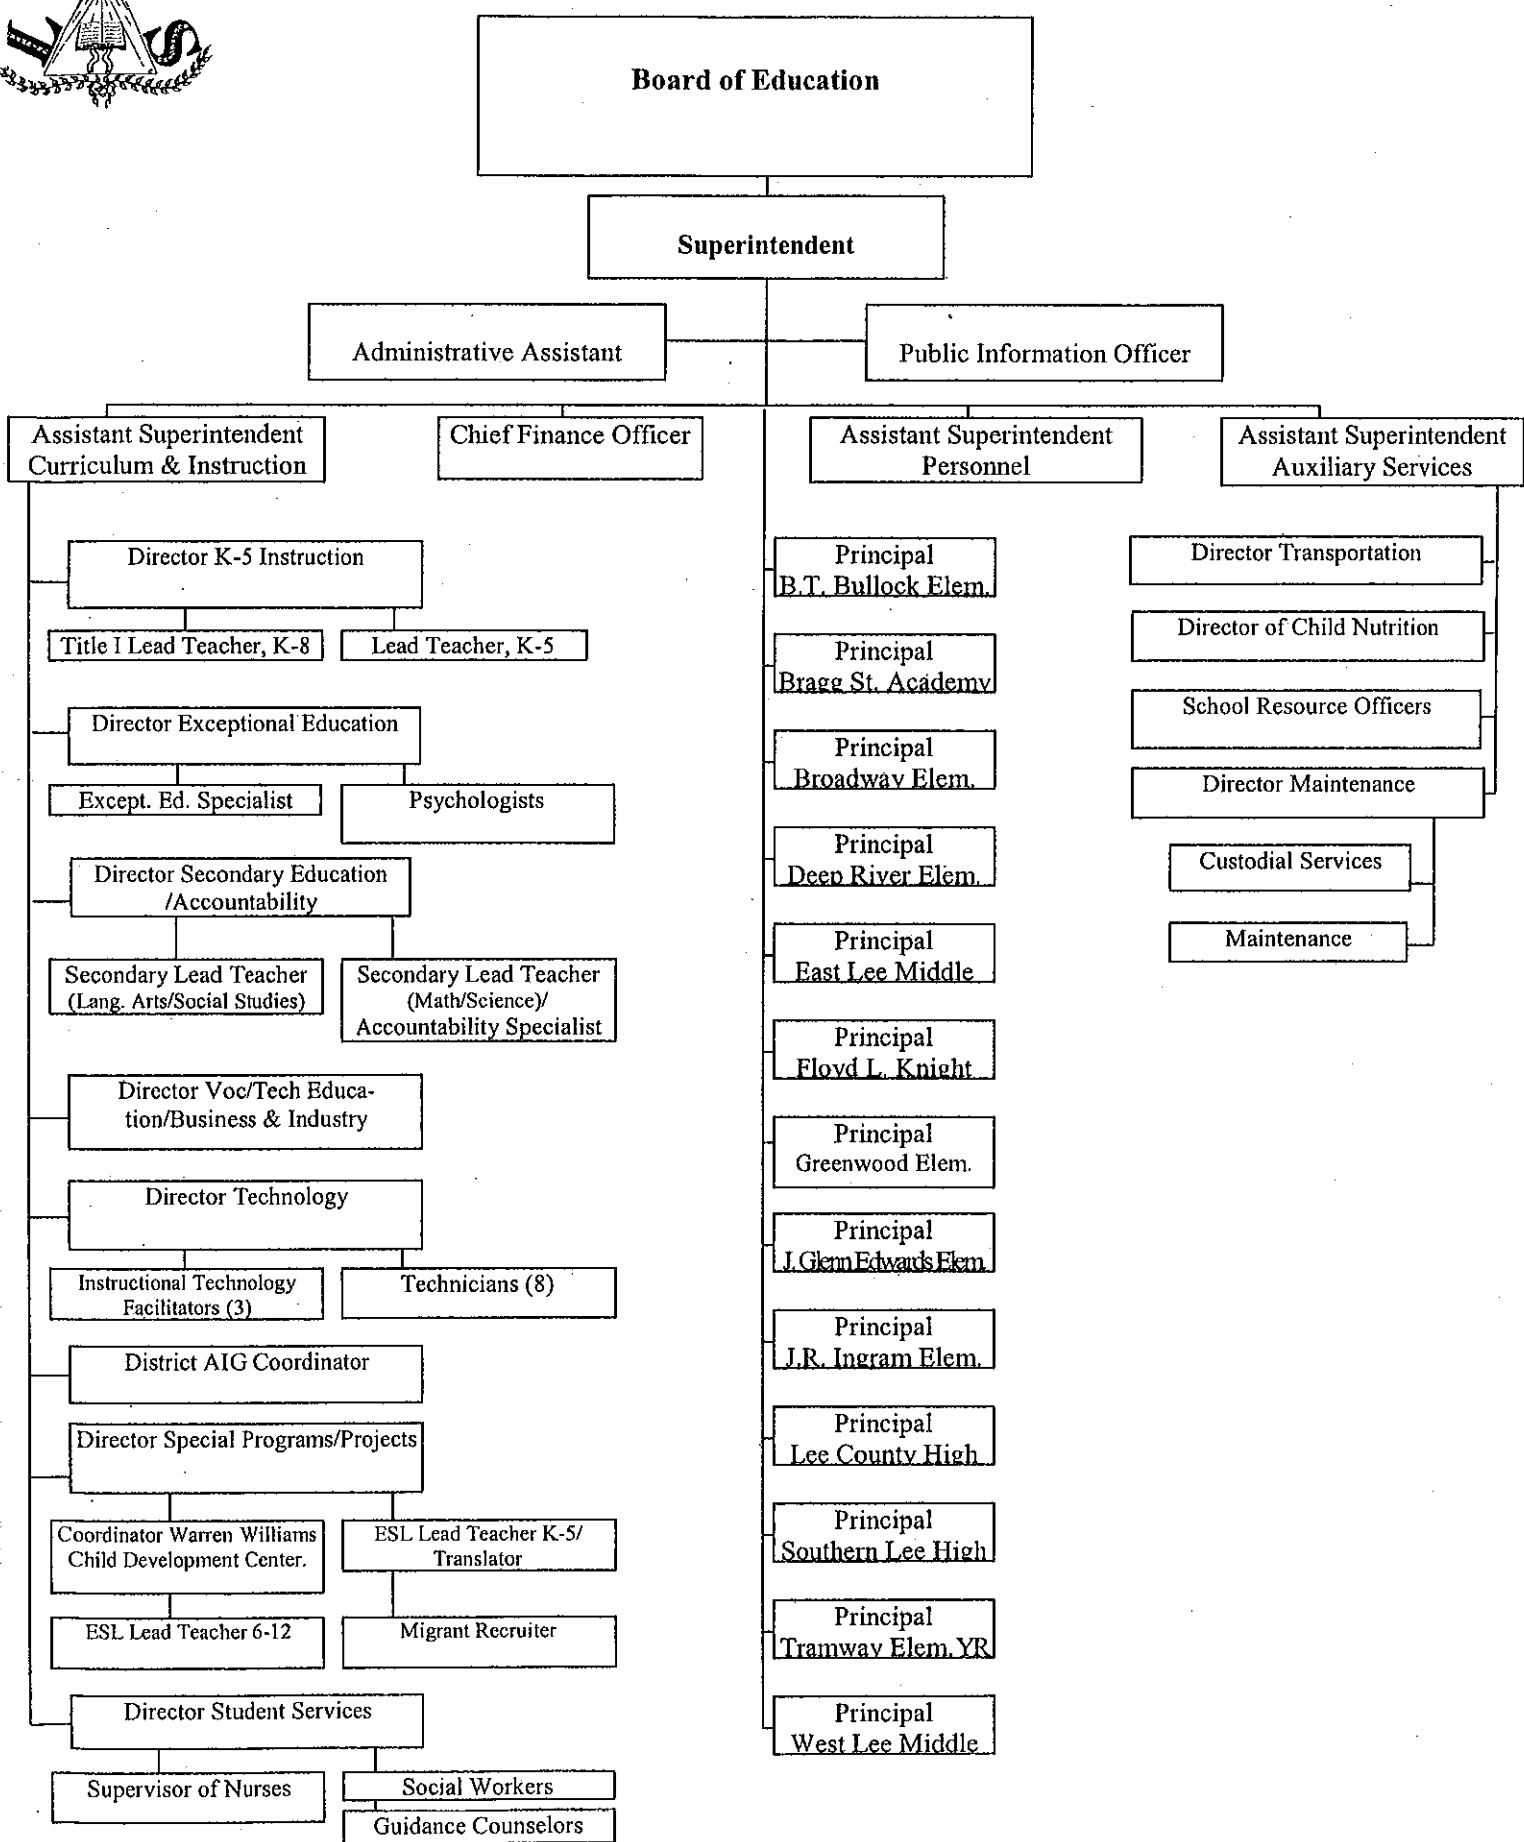 L S
Board of Education
Superintendent
Administrative Assistant
Public Information Officer
Assistant Superintendent
Curriculum & Instruction
Chief Finance Officer
Assistant Superintendent
Personnel
Assistant Superintendent
Auxiliary Services
Director K-5 Instruction
Title I Lead Teacher, K-8
Lead Teacher, K-5
Director Exceptional Education
Except. Ed. Specialist
Psychologists
Director Secondary Education
/Accountability
Secondary Lead Teacher
(Lang. Arts/Social Studies)
Secondary Lead Teacher
(Math/Science)/
Accountability Specialist
Director Voc/Tech Educa-
tion/Business & Industry
Director Technology
Instructional Technology
Facilitators (3)
Technicians (8)
District AIG Coordinator
Director Special Programs/Projects
Coordinator Warren Williams
Child Development Center.
ESL Lead Teacher K-5/
Translator
ESL Lead Teacher 6-12
Migrant Recruiter
Director Student Services
Supervisor of Nurses
Social Workers
Guidance Counselors
Principal
B.T. Bullock Elem.
Principal
Bragg St. Academy
Principal
Broadway Elem.
Principal
Deep River Elem.
Principal
East Lee Middle
Principal
Floyd L. Knight
Principal
Greenwood Elem.
Principal
J. Glenn Edwards Elem.
Principal
J.R. Ingram Elem.
Principal
Lee County High
Principal
Southern Lee High
Principal
Tramway Elem. YR
Principal
West Lee Middle
Director Transportation
Director of Child Nutrition
School Resource Officers
Director Maintenance
Custodial Services
Maintenance